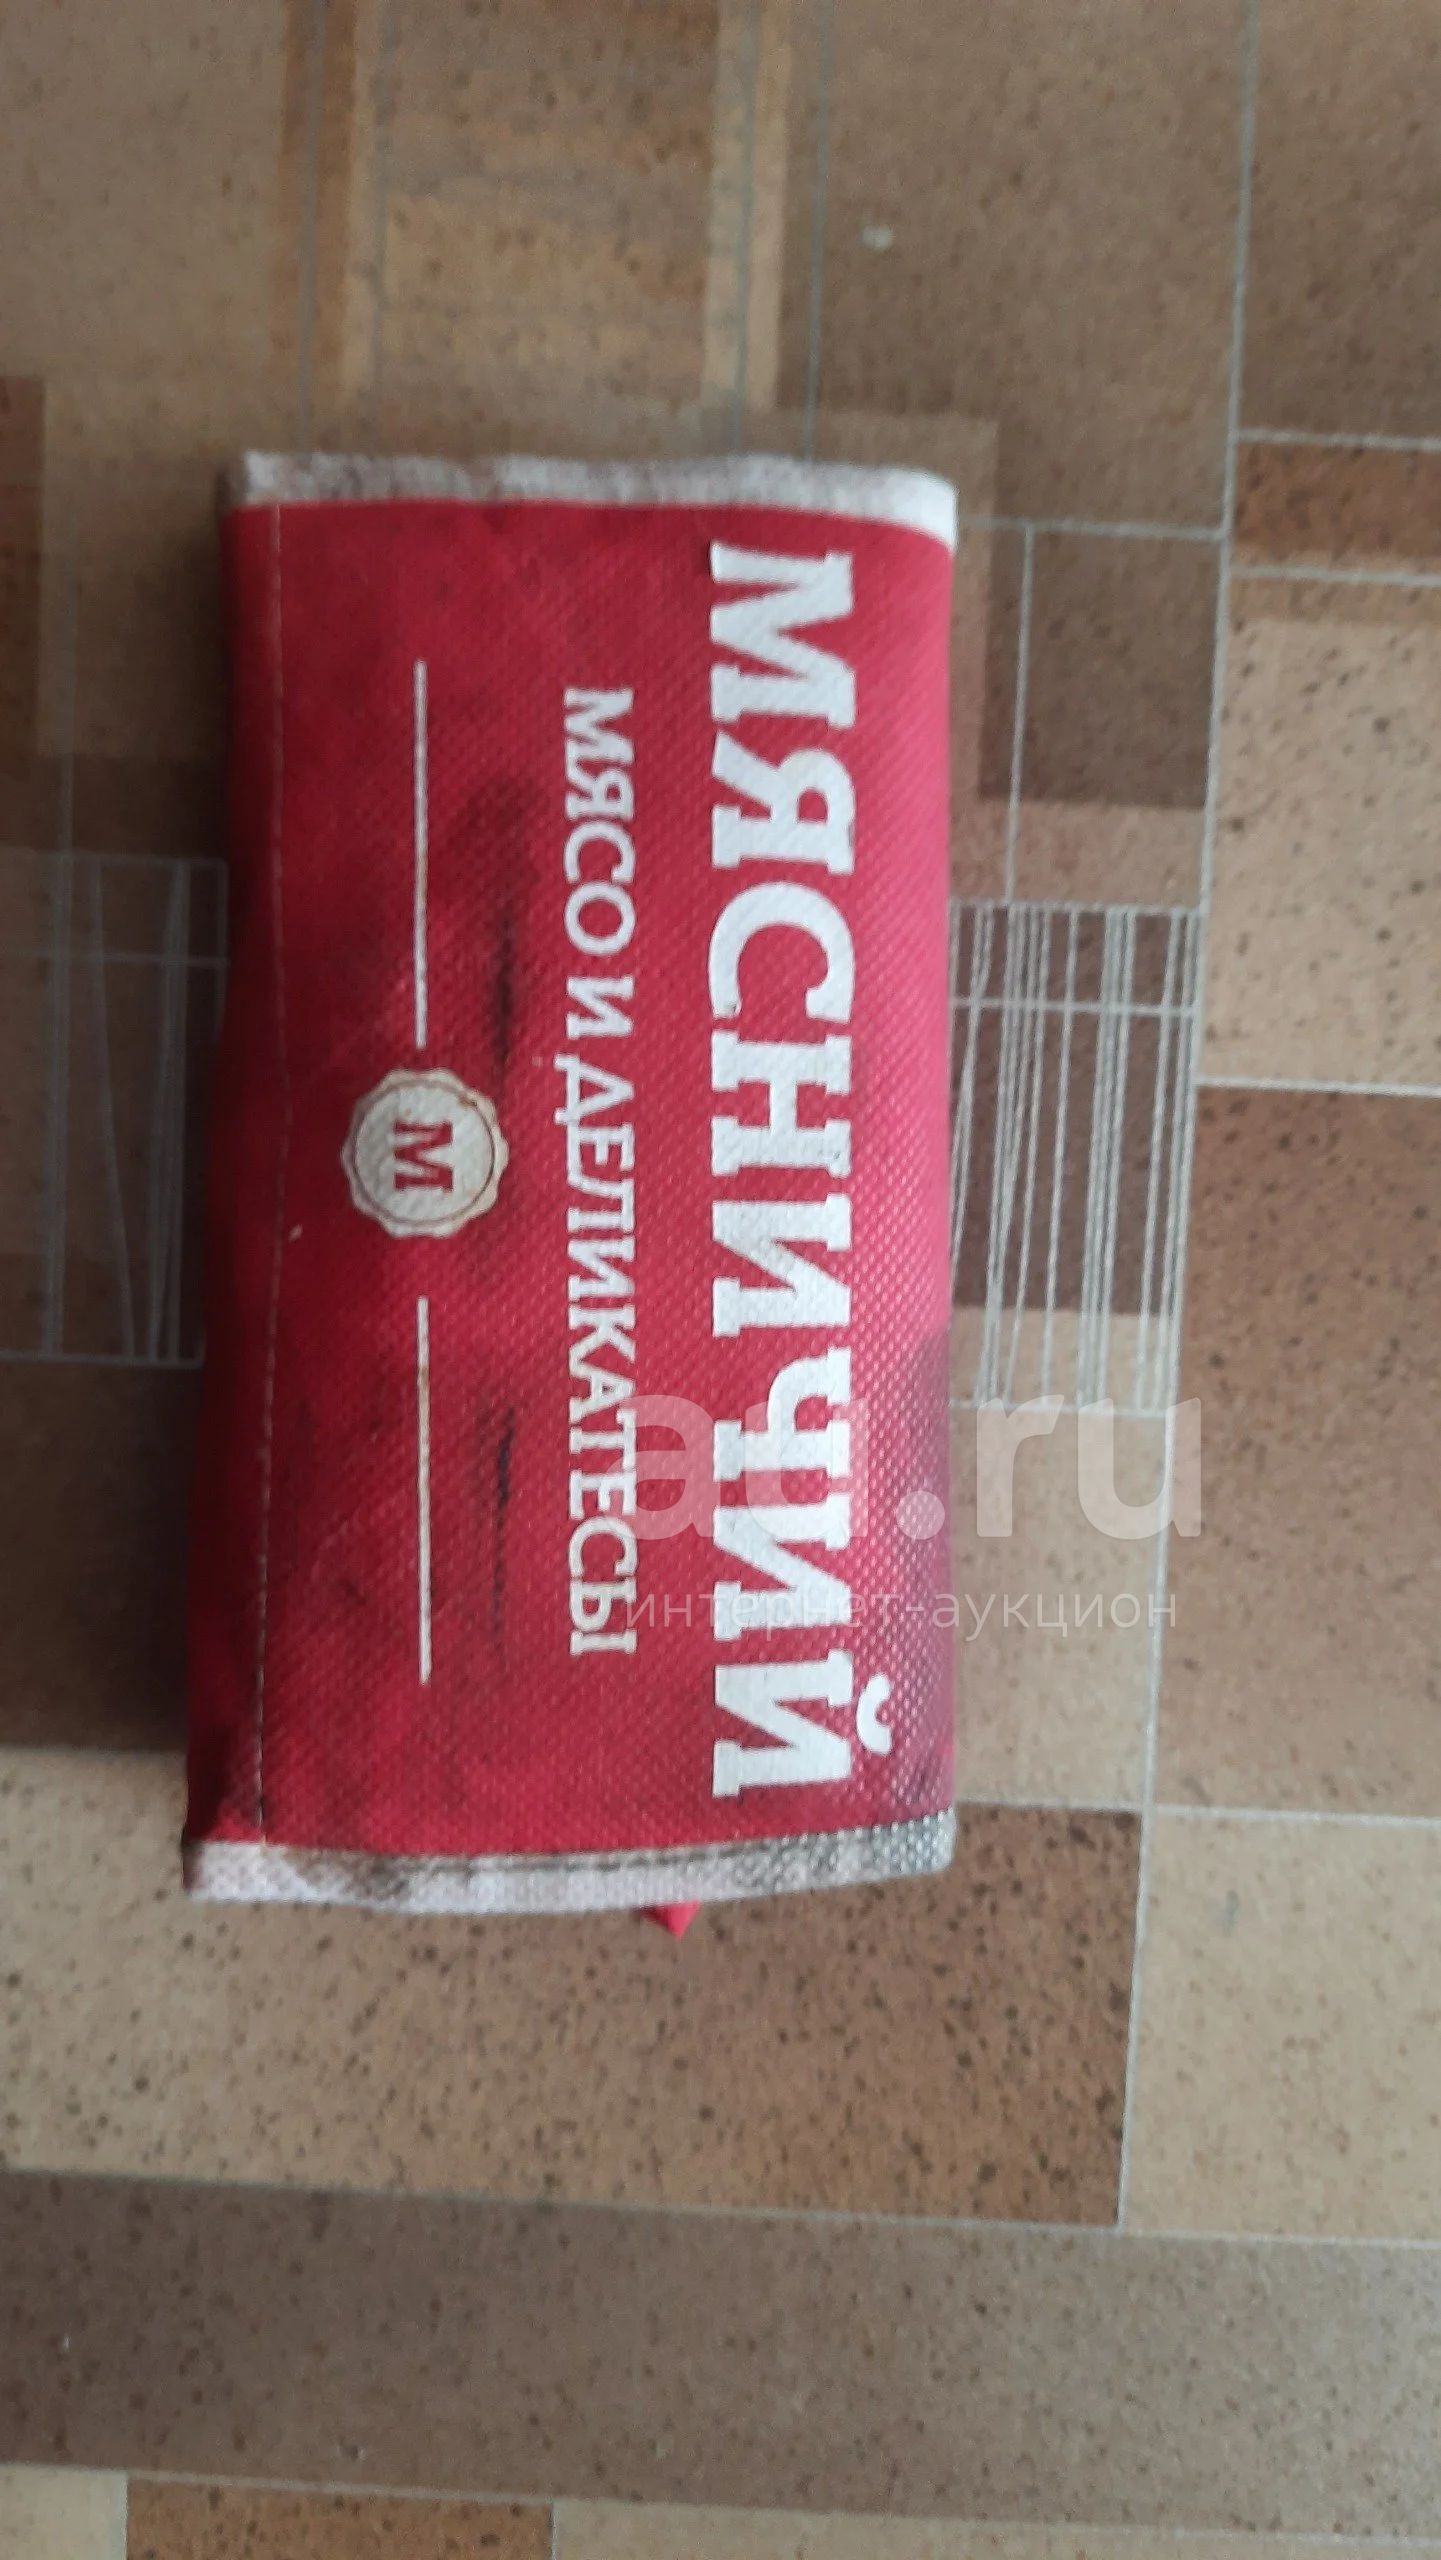 МЯСНИЧИЙ
МЯСО И ДЕЛИКАТЕСЫ
М
au.ru
интернет-аукцион